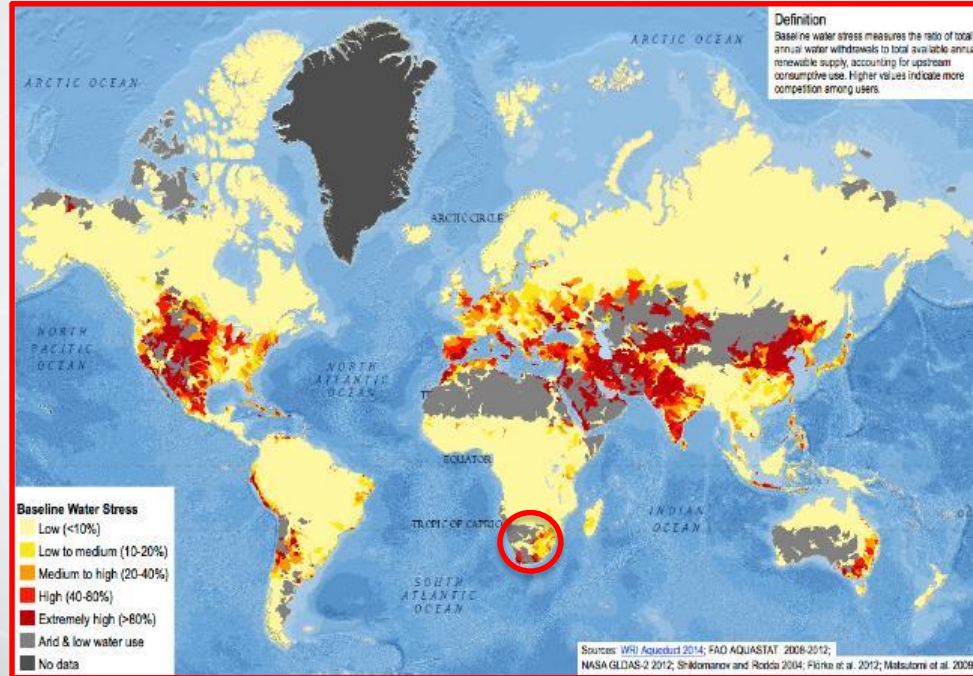 Definition
Baseline water stress measures the ratio of total
annual water withdrawals to total available annua
renewable supply, accounting for upstream
consumptive use. Higher values indicate more
competition among users.
ARCTIC OCEAN
ARCTIC OCEAN
ARCTIC CIRCLE
NORTH
PACIFIC
OCEAN
NORTH
ATLANTIC
OCEAN
T
EQUATOR
INDIAN
OCEAN
TROPIC OF CAPRIO
SOUTH
ATLANTIC
OCEAN
Baseline Water Stress
Low (<10%)
Low to medium (10-20%)
Medium to high (20-40%)
High (40-80%)
Extremely high (>80%)
Arid & low water use
No data
Sources: WRI Aqueduct 2014; FAO AQUASTAT 2008-2012;
NASA GLDAS-2 2012; Shiklomanov and Rodda 2004; Flörke et al. 2012; Matsutomi et al. 2009